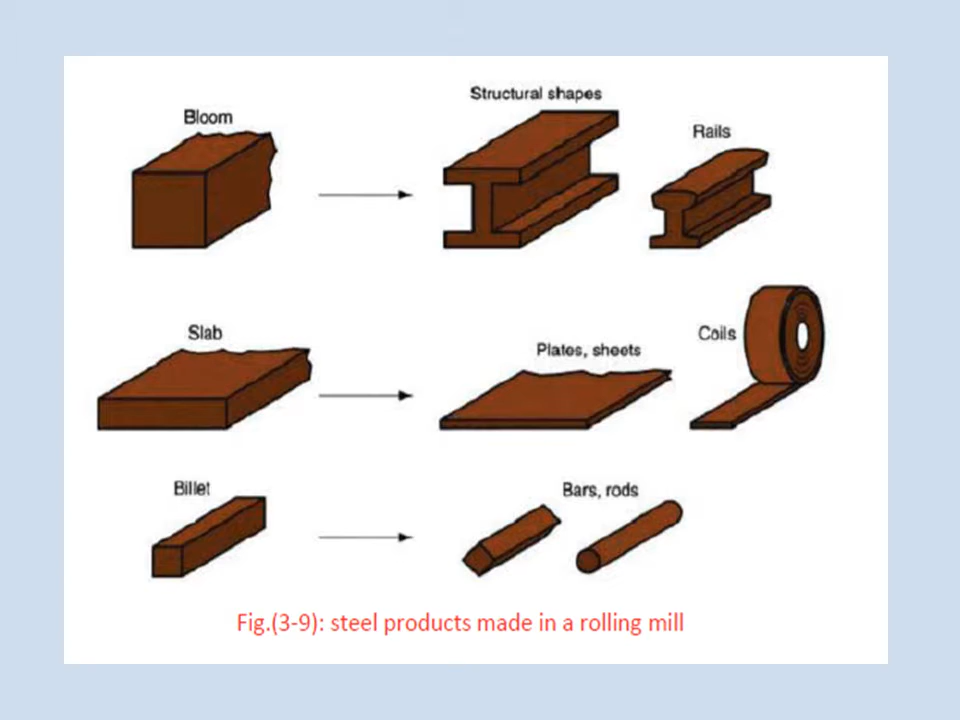 Bloom
Structural shapes
Rails
Slab
Plates, sheets
Coils
Billet
Bars, rods
Fig.(3-9): steel products made in a rolling mill